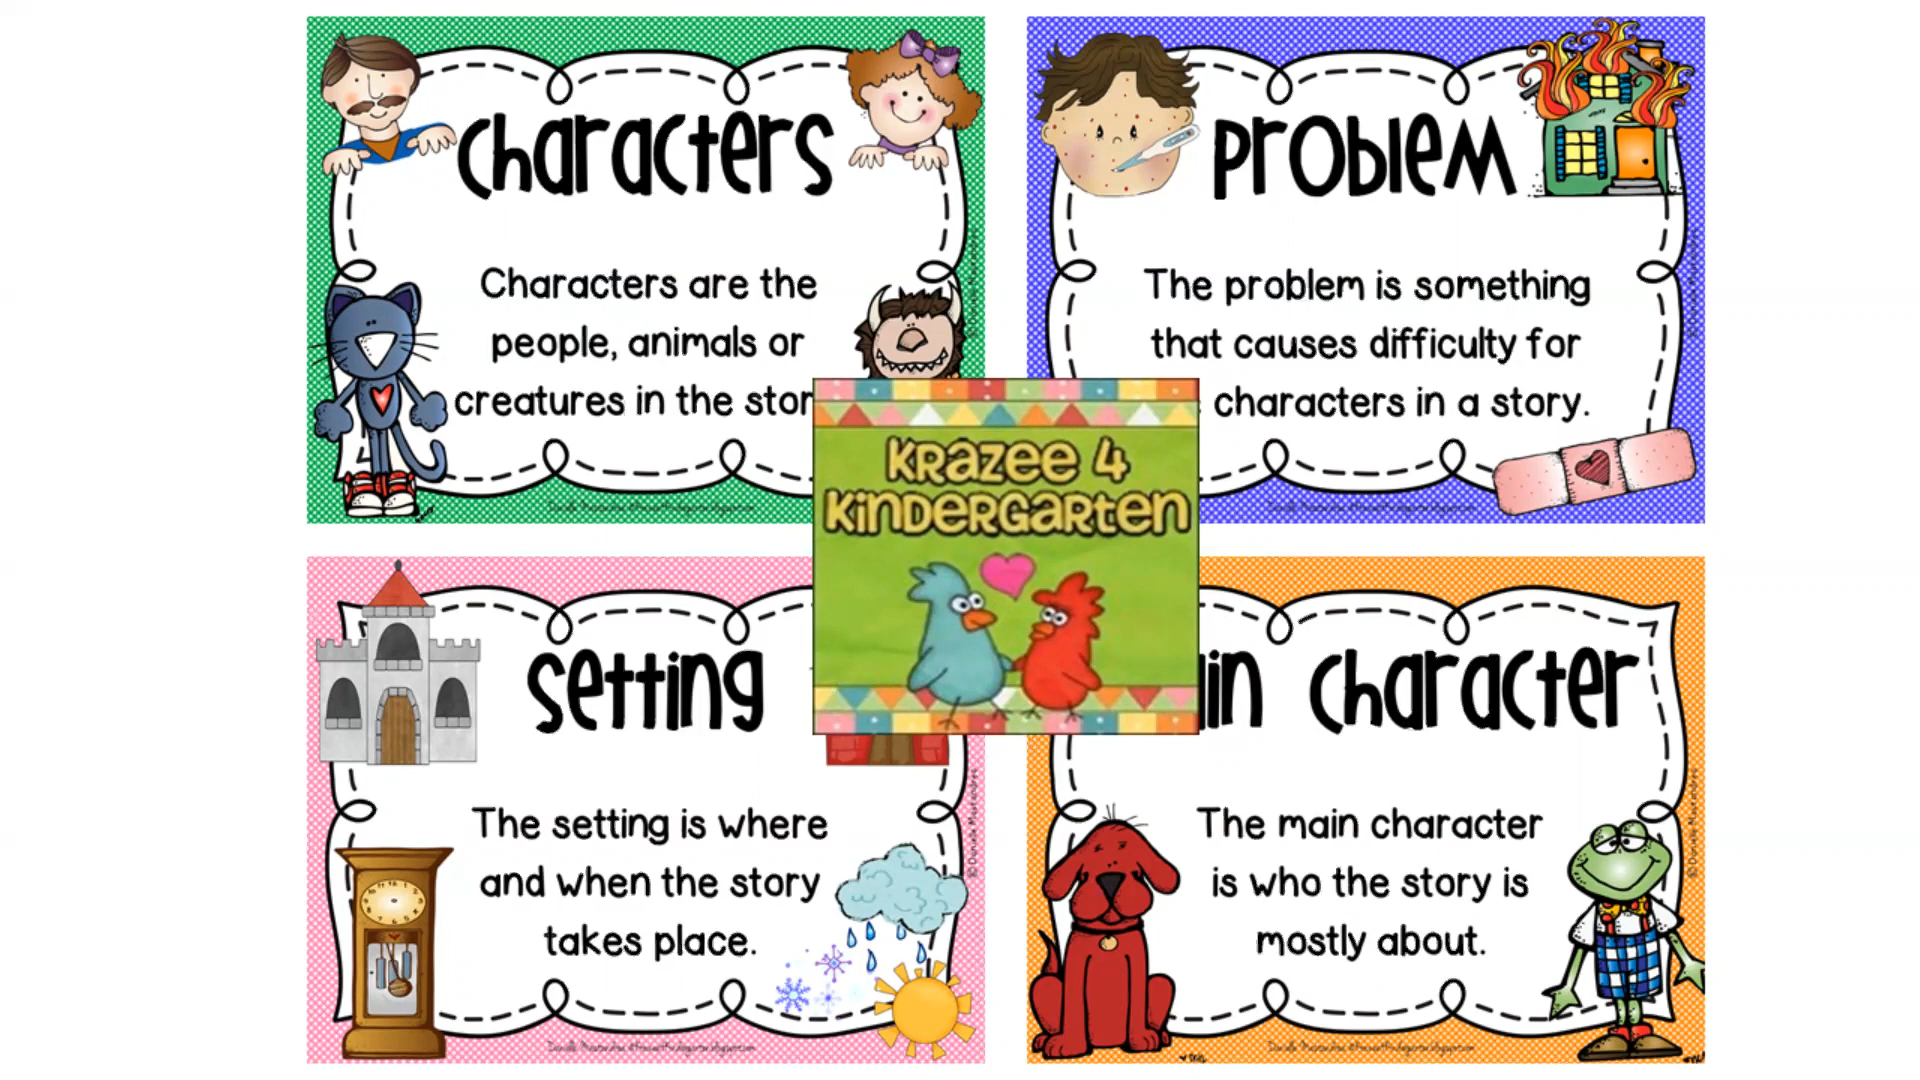 characters
Characters are the
people, animals or
creatures in the stor
problem
The problem is something
that causes difficulty for
characters in a story.
Krazee 4
Kindergarten
setting
The setting is where
and when the story
takes place.
in character
The main character
is who the story is
mostly about.
© Danielle Mastandrea